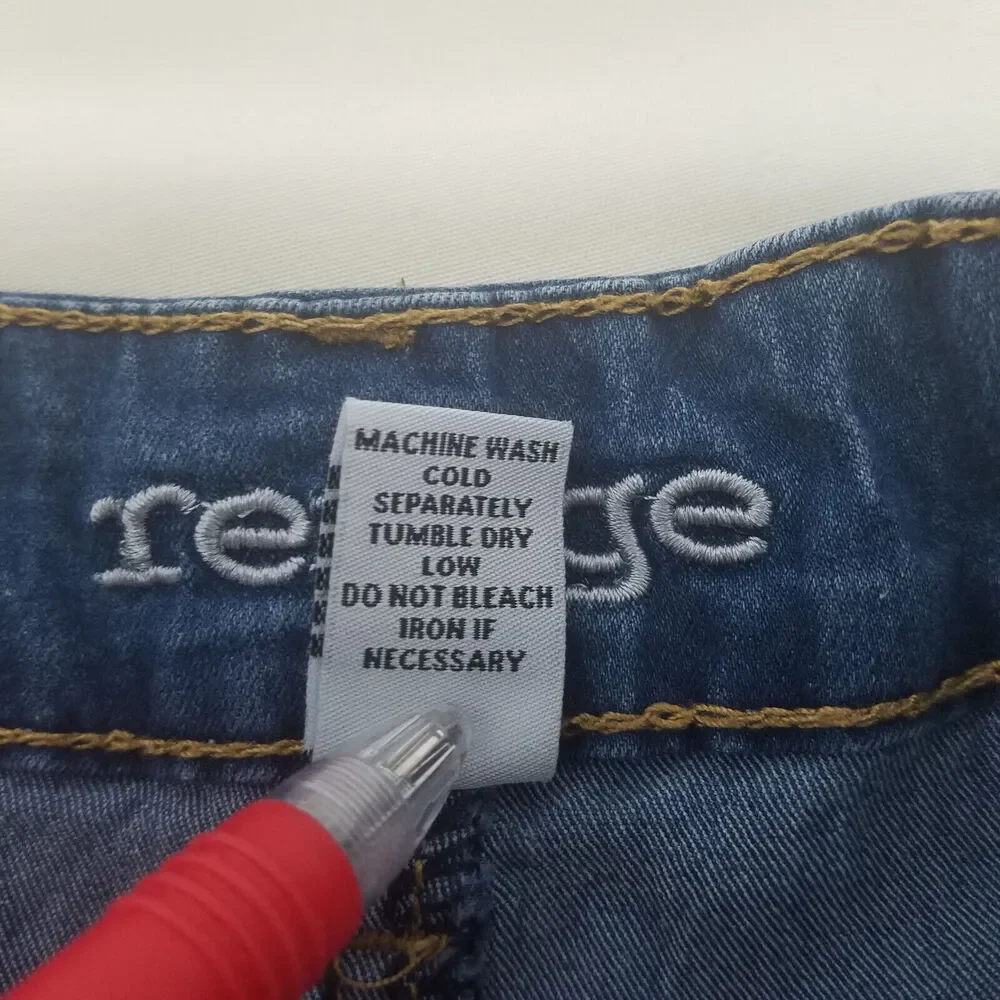 MACHINE WASH
COLD
SEPARATELY
TUMBLE DRY
LOW
DO NOT BLEACH
IRON IF
NECESSARY